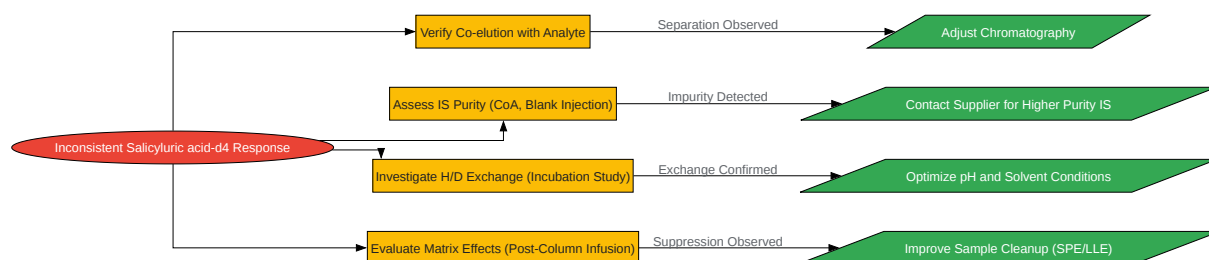 Verify Co-elution with Analyte
Separation Observed
Adjust Chromatography
Assess IS Purity (CoA, Blank Injection)
Impurity Detected
Contact Supplier for Higher Purity IS
Inconsistent Salicyluric acid-d4 Response
Investigate H/D Exchange (Incubation Study)
Exchange Confirmed
Optimize pH and Solvent Conditions
Evaluate Matrix Effects (Post-Column Infusion)
Suppression Observed
Improve Sample Cleanup (SPE/LLE)